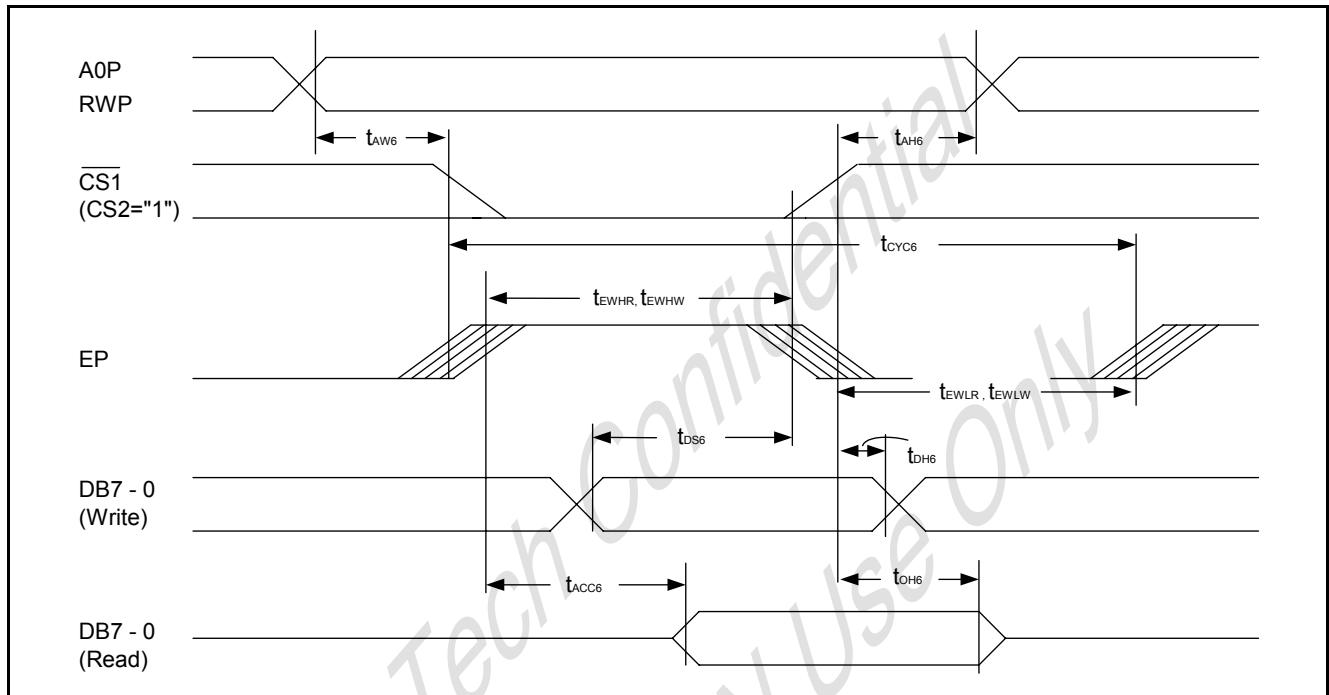 A0P
RWP
tAW6
tAH6
CS1
(CS2="1")
tCYC6
tEWHR, tEWHW
EP
tEWLR , tEWLW
tDS6
tDH6
DB7 - 0
(Write)
tACC6
tOH6
DB7 - 0
(Read)
Tech Confidential
Use Only